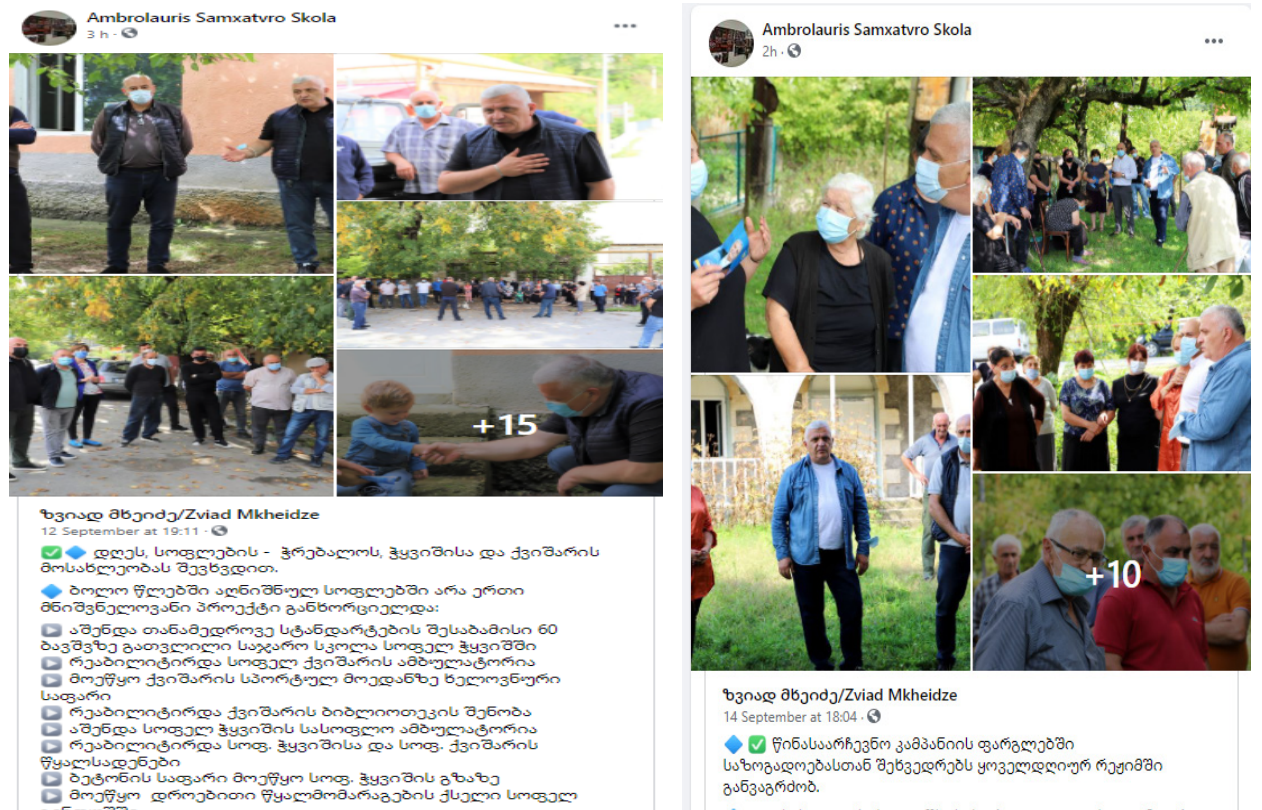 Ambrolauris Samxatvro Skola
3 h ·
+15
ზვიად მხეიძე/Zviad Mkheidze
12 September at 19:11 ·
დღეს, სოფლების - ჭრებალოს, ჭყვიშისა და ქვიშარის
მოსახლეობას შევხვდით.
ბოლო წლებში აღნიშნულ სოფლებში არა ერთი
მნიშვნელოვანი პროექტი განხორციელდა:
აშენდა თანამედროვე სტანდარტების შესაბამისი 60
ბავშვზე გათვლილი საჯარო სკოლა სოფელ ჭყვიშში
რეაბილიტირდა სოფელ ქვიშარის ამბულატორია
მოეწყო ქვიშარის სპორტულ მოედანზე ხელოვნური
საფარი
რეაბილიტირდა ქვიშარის ბიბლიოთეკის შენობა
აშენდა სოფელ ჭყვიშის სასოფლო ამბულატორია
რეაბილიტირდა სოფ. ჭყვიშისა და სოფ. ქვიშარის
წყალსადენები
ბეტონის საფარი მოეწყო სოფ. ჭყვიშის გზაზე
მოეწყო დროებითი წყალმომარაგების ქსელი სოფელ
Ambrolauris Samxatvro Skola
2h ·
+10
ზვიად მხეიძე/Zviad Mkheidze
14 September at 18:04 ·
წინასაარჩევნო კამპანიის ფარგლებში
საზოგადოებასთან შეხვედრებს ყოველდღიურ რეჟიმში
განვაგრძობ.